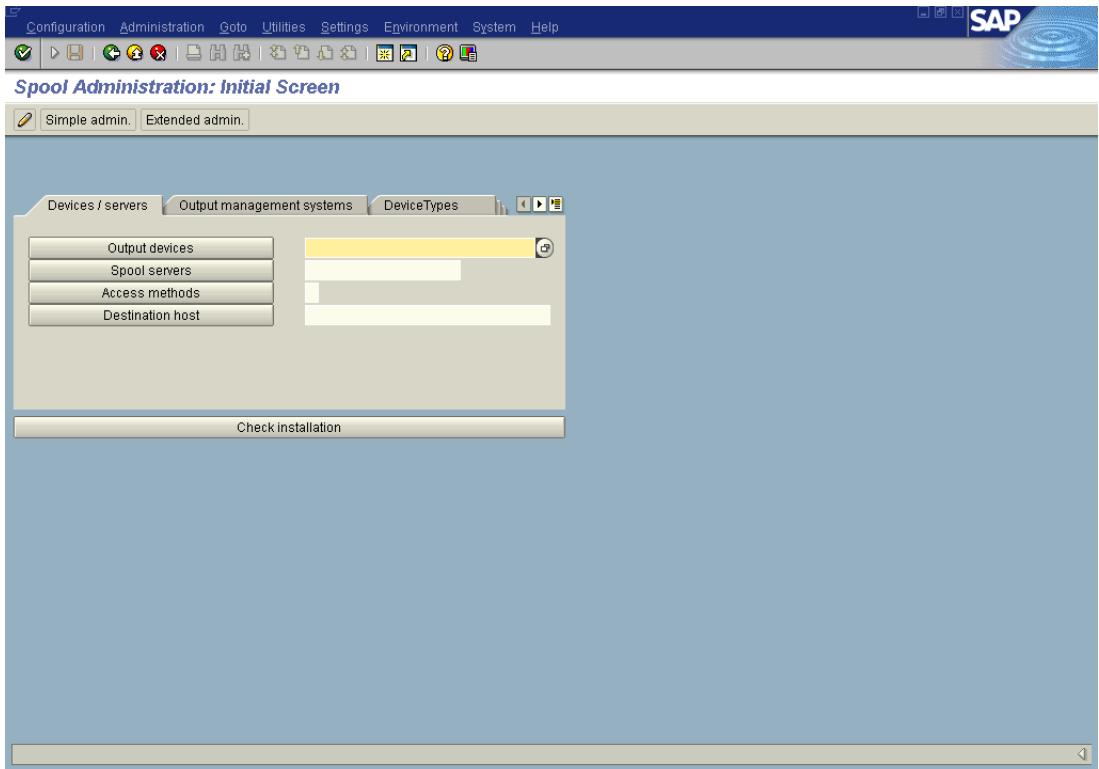 Configuration Administration Goto Utilities Settings Environment System Help
SAP
Spool Administration: Initial Screen
Simple admin. Extended admin.
Devices / servers Output management systems DeviceTypes
Output devices
Spool servers
Access methods
Destination host
Check installation